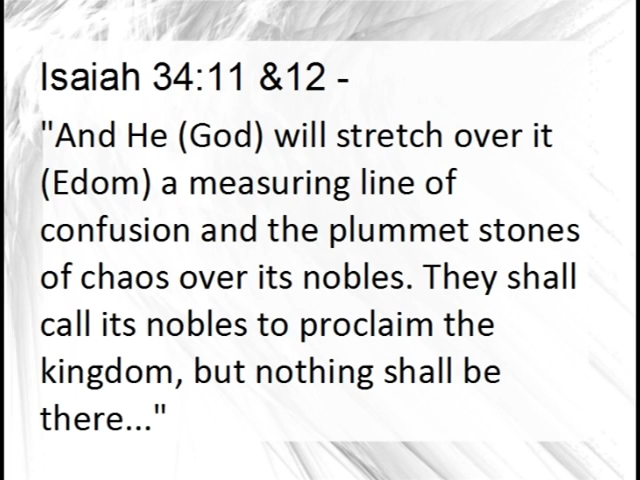 Isaiah 34:11 &12 -
"And He (God) will stretch over it
(Edom) a measuring line of
confusion and the plummet stones
of chaos over its nobles. They shall
call its nobles to proclaim the
kingdom, but nothing shall be
there..."